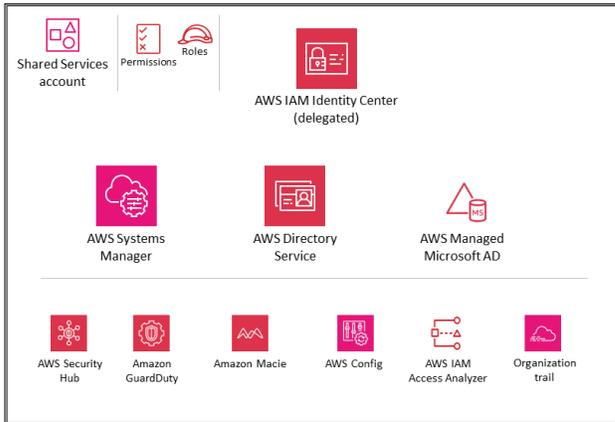 Shared Services
account
Permissions
Roles
AWS IAM Identity Center
(delegated)
AWS Systems
Manager
AWS Directory
Service
MS
AWS Managed
Microsoft AD
AWS Security
Hub
Amazon
GuardDuty
Amazon Macie
AWS Config
AWS IAM
Access Analyzer
Organization
trail